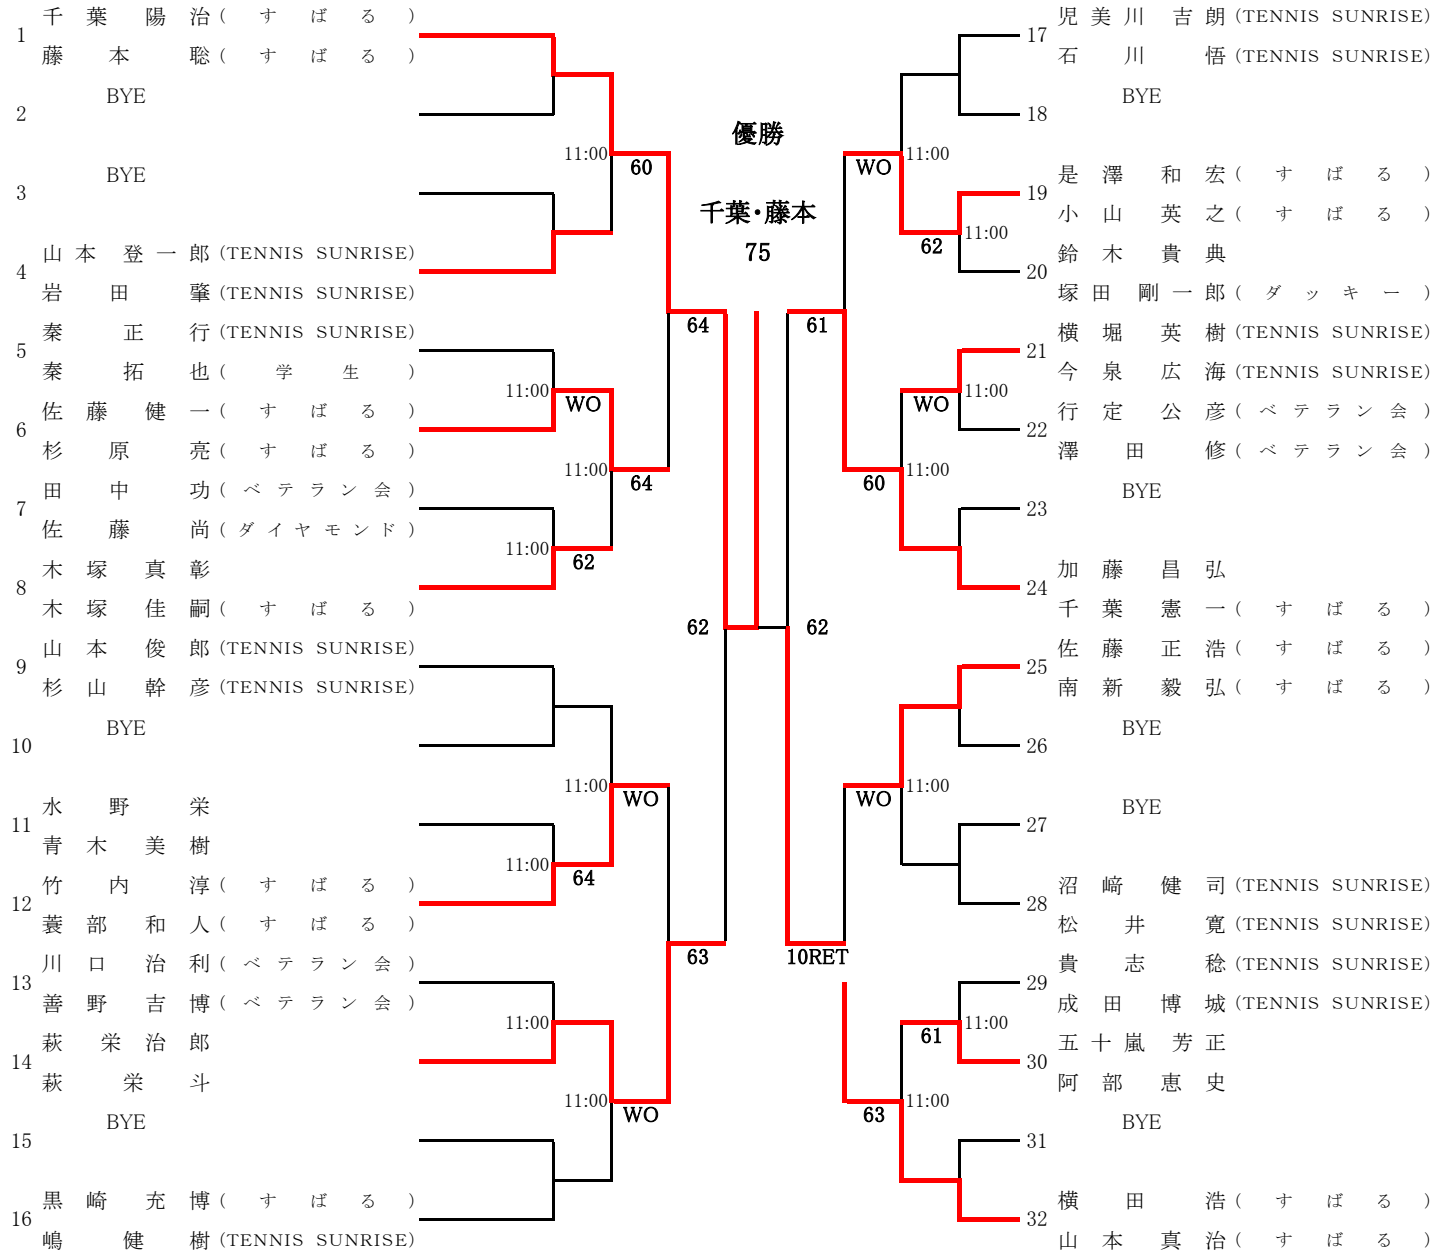 千葉 陽治 (すばる)
1
藤本 聡 (すばる)
BYE
2
BYE
3
山本 登一郎 (TENNIS SUNRISE)
4
岩田 肇 (TENNIS SUNRISE)
秦 正行 (TENNIS SUNRISE)
5
秦 拓也 (学生)
佐藤 健一 (すばる)
6
杉原 亮 (すばる)
田中 功 (ベテラン会)
7
佐藤 尚 (ダイヤモンド)
木塚 真彰
8
木塚 佳嗣 (すばる)
山本 俊郎 (TENNIS SUNRISE)
9
杉山 幹彦 (TENNIS SUNRISE)
BYE
10
水野 栄
11
青木 美樹
竹内 淳 (すばる)
12
蓑部 和人 (すばる)
川口 治利 (ベテラン会)
13
善野 吉博 (ベテラン会)
萩 栄治郎
14
萩 栄斗
BYE
15
黒崎 充博 (すばる)
16
嶋 健樹 (TENNIS SUNRISE)
11:00
WO
11:00
62
11:00
64
11:00
11:00
60
11:00
64
11:00
WO
11:00
WO
64
63
62
優勝
千葉・藤本
75
62
61
10RET
WO
11:00
60
11:00
WO
11:00
63
11:00
62
11:00
WO
11:00
61
11:00
児美川 吉朗 (TENNIS SUNRISE)
17
石川 悟 (TENNIS SUNRISE)
BYE
18
是澤 和宏 (すばる)
19
小山 英之 (すばる)
鈴木 貴典
20
塚田 剛一郎 (ダッキー)
横堀 英樹 (TENNIS SUNRISE)
21
今泉 広海 (TENNIS SUNRISE)
行定 公彦 (ベテラン会)
22
澤田 修 (ベテラン会)
BYE
23
加藤 昌弘
24
千葉 憲一 (すばる)
佐藤 正浩 (すばる)
25
南新 毅弘 (すばる)
BYE
26
BYE
27
沼崎 健司 (TENNIS SUNRISE)
28
松井 寛 (TENNIS SUNRISE)
貴志 稔 (TENNIS SUNRISE)
29
成田 博城 (TENNIS SUNRISE)
五十嵐 芳正
30
阿部 恵史
BYE
31
横田 浩 (すばる)
32
山本 真治 (すばる)